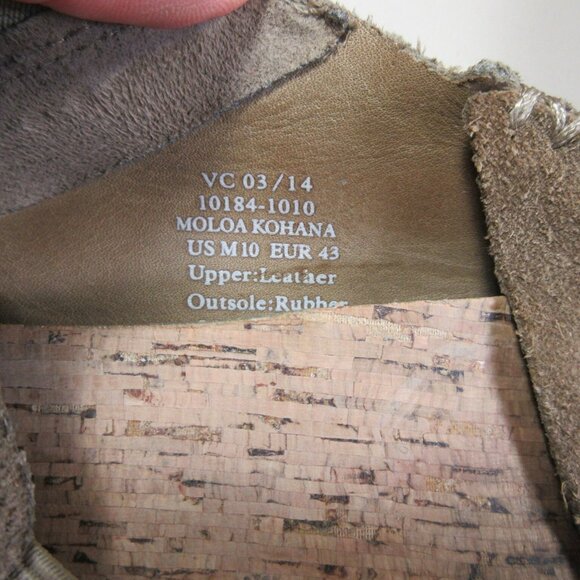 VC 03/14
10184-1010
MOLOA KOHANA
US M10 EUR 43
Upper:Leather
Outsole:Rubber